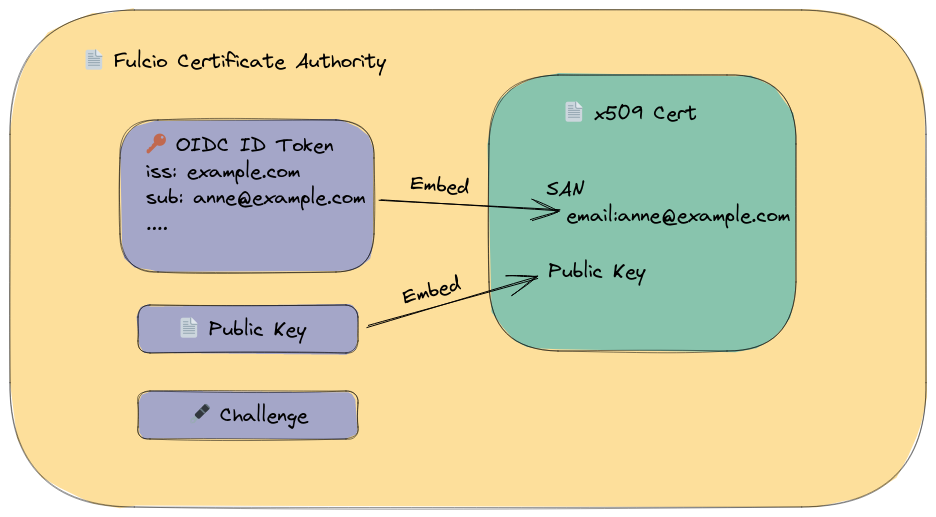 Fulcio Certificate Authority
OIDC ID Token
iss: example.com
sub: anne@example.com
....
Embed
x509 Cert
SAN
email:anne@example.com
Public Key
Embed
Public Key
Challenge